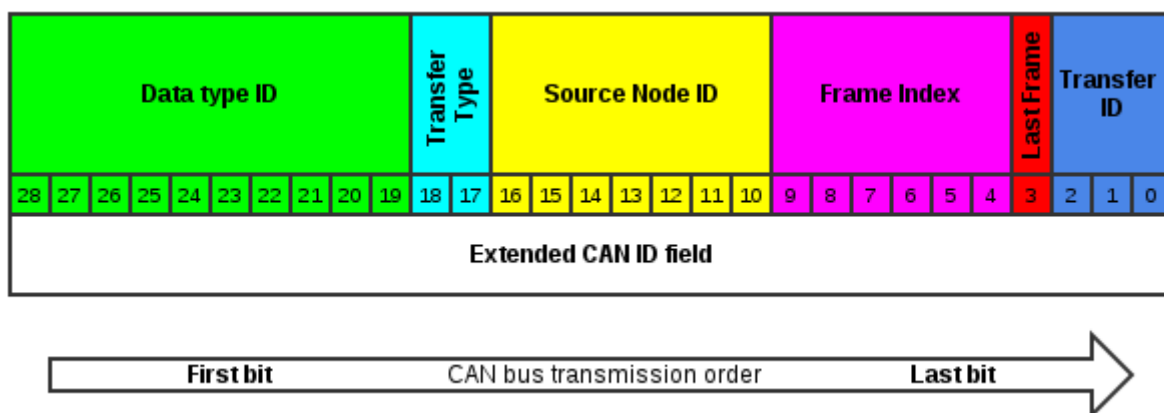 Data type ID
Transfer
Type
Source Node ID
Frame Index
Last Frame
Transfer
ID
28 27 26 25 24 23 22 21 20 19 18 17 16 15 14 13 12 11 10 9 8 7 6 5 4 3 2 1 0
Extended CAN ID field
First bit CAN bus transmission order Last bit